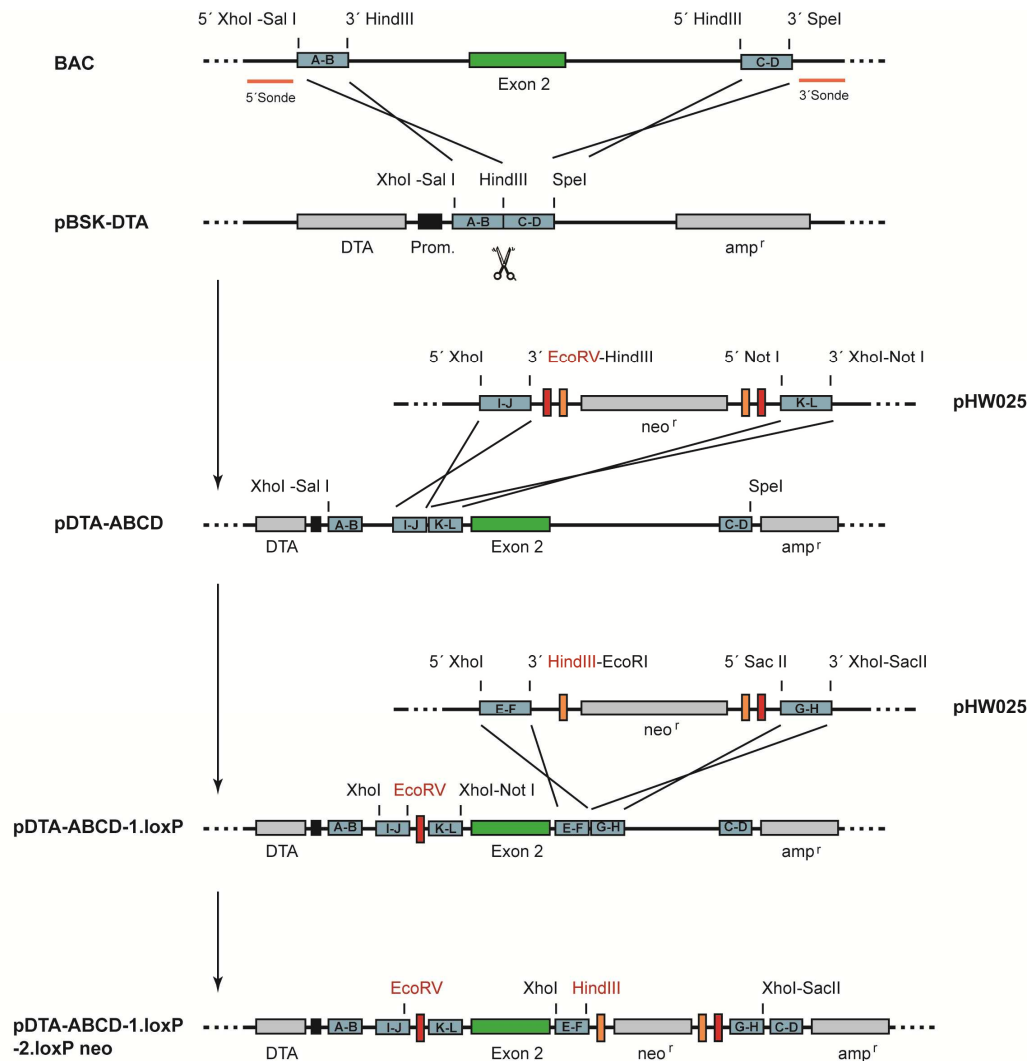 5´ XhoI -Sal I 3´ HindIII 5´ HindIII 3´ SpeI
BAC A-B C-D
Exon 2
5´Sonde 3´Sonde
XhoI -Sal I HindIII SpeI
pBSK-DTA A-B C-D
DTA Prom. amp r
5´ XhoI 3´ EcoRV-HindIII 5´ Not I 3´ XhoI-Not I
I-J K-L pHW025
neo r
XhoI -Sal I SpeI
pDTA-ABCD A-B I-J K-L C-D
DTA Exon 2 amp r
5´ XhoI 3´ HindIII-EcoRI 5´ Sac II 3´ XhoI-SacII
E-F G-H pHW025
neo r
XhoI EcoRV XhoI-Not I
pDTA-ABCD-1.loxP A-B I-J K-L E-F G-H C-D
DTA Exon 2 amp r
EcoRV XhoI HindIII XhoI-SacII
pDTA-ABCD-1.loxP A-B I-J K-L E-F G-H C-D
-2.loxP neo
DTA Exon 2 neo r amp r